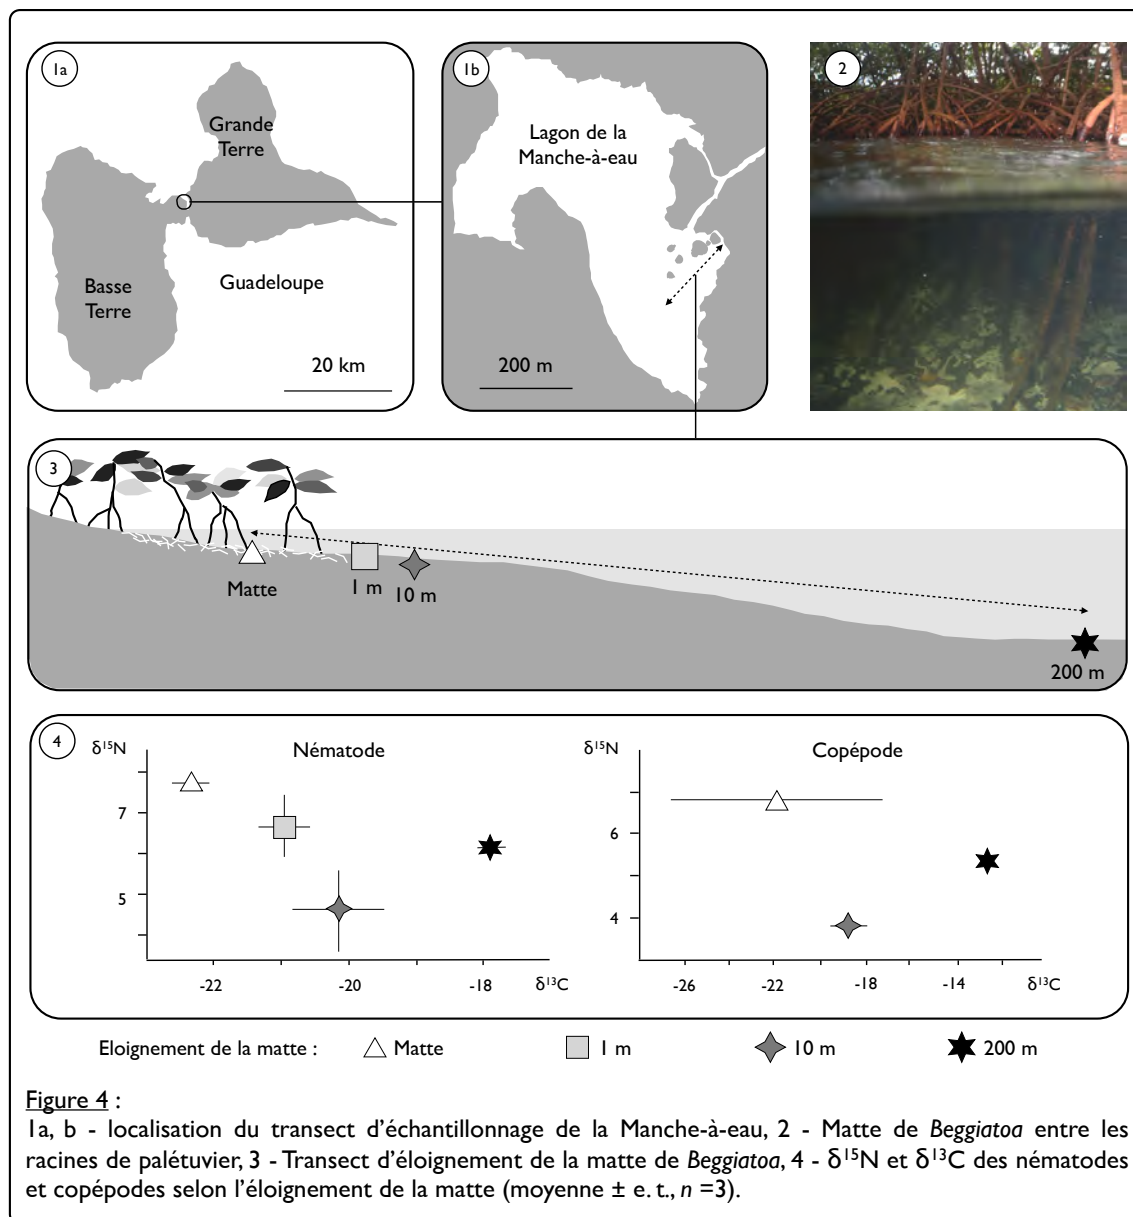 1a
Grande
Terre
Basse
Terre
Guadeloupe
20 km
1b
Lagon de la
Manche-à-eau
200 m
2
3
Matte
1 m
10 m
200 m
4
δ¹⁵N
Nématode
7
5
-22
-20
-18
δ¹³C
δ¹⁵N
Copépode
6
4
-26
-22
-18
-14
δ¹³C
Eloignement de la matte : Matte 1 m 10 m 200 m
Figure 4 :
1a, b - localisation du transect d'échantillonnage de la Manche-à-eau, 2 - Matte de Beggiatoa entre les
racines de palétuvier, 3 - Transect d'éloignement de la matte de Beggiatoa, 4 - δ¹⁵N et δ¹³C des nématodes
et copépodes selon l'éloignement de la matte (moyenne ± e. t., n =3).